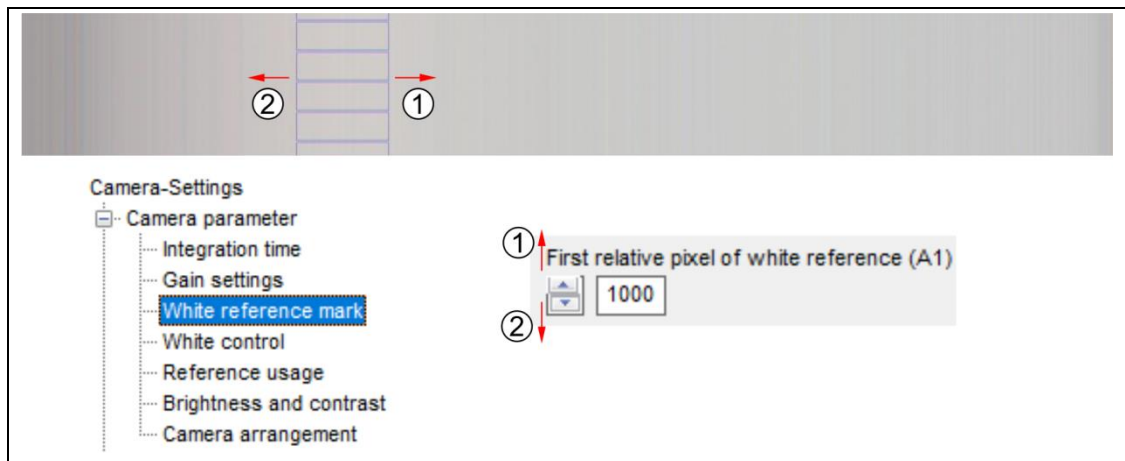 ② ①
Camera-Settings
Camera parameter
Integration time
Gain settings
White reference mark
White control
Reference usage
Brightness and contrast
Camera arrangement
①
First relative pixel of white reference (A1)
1000
②